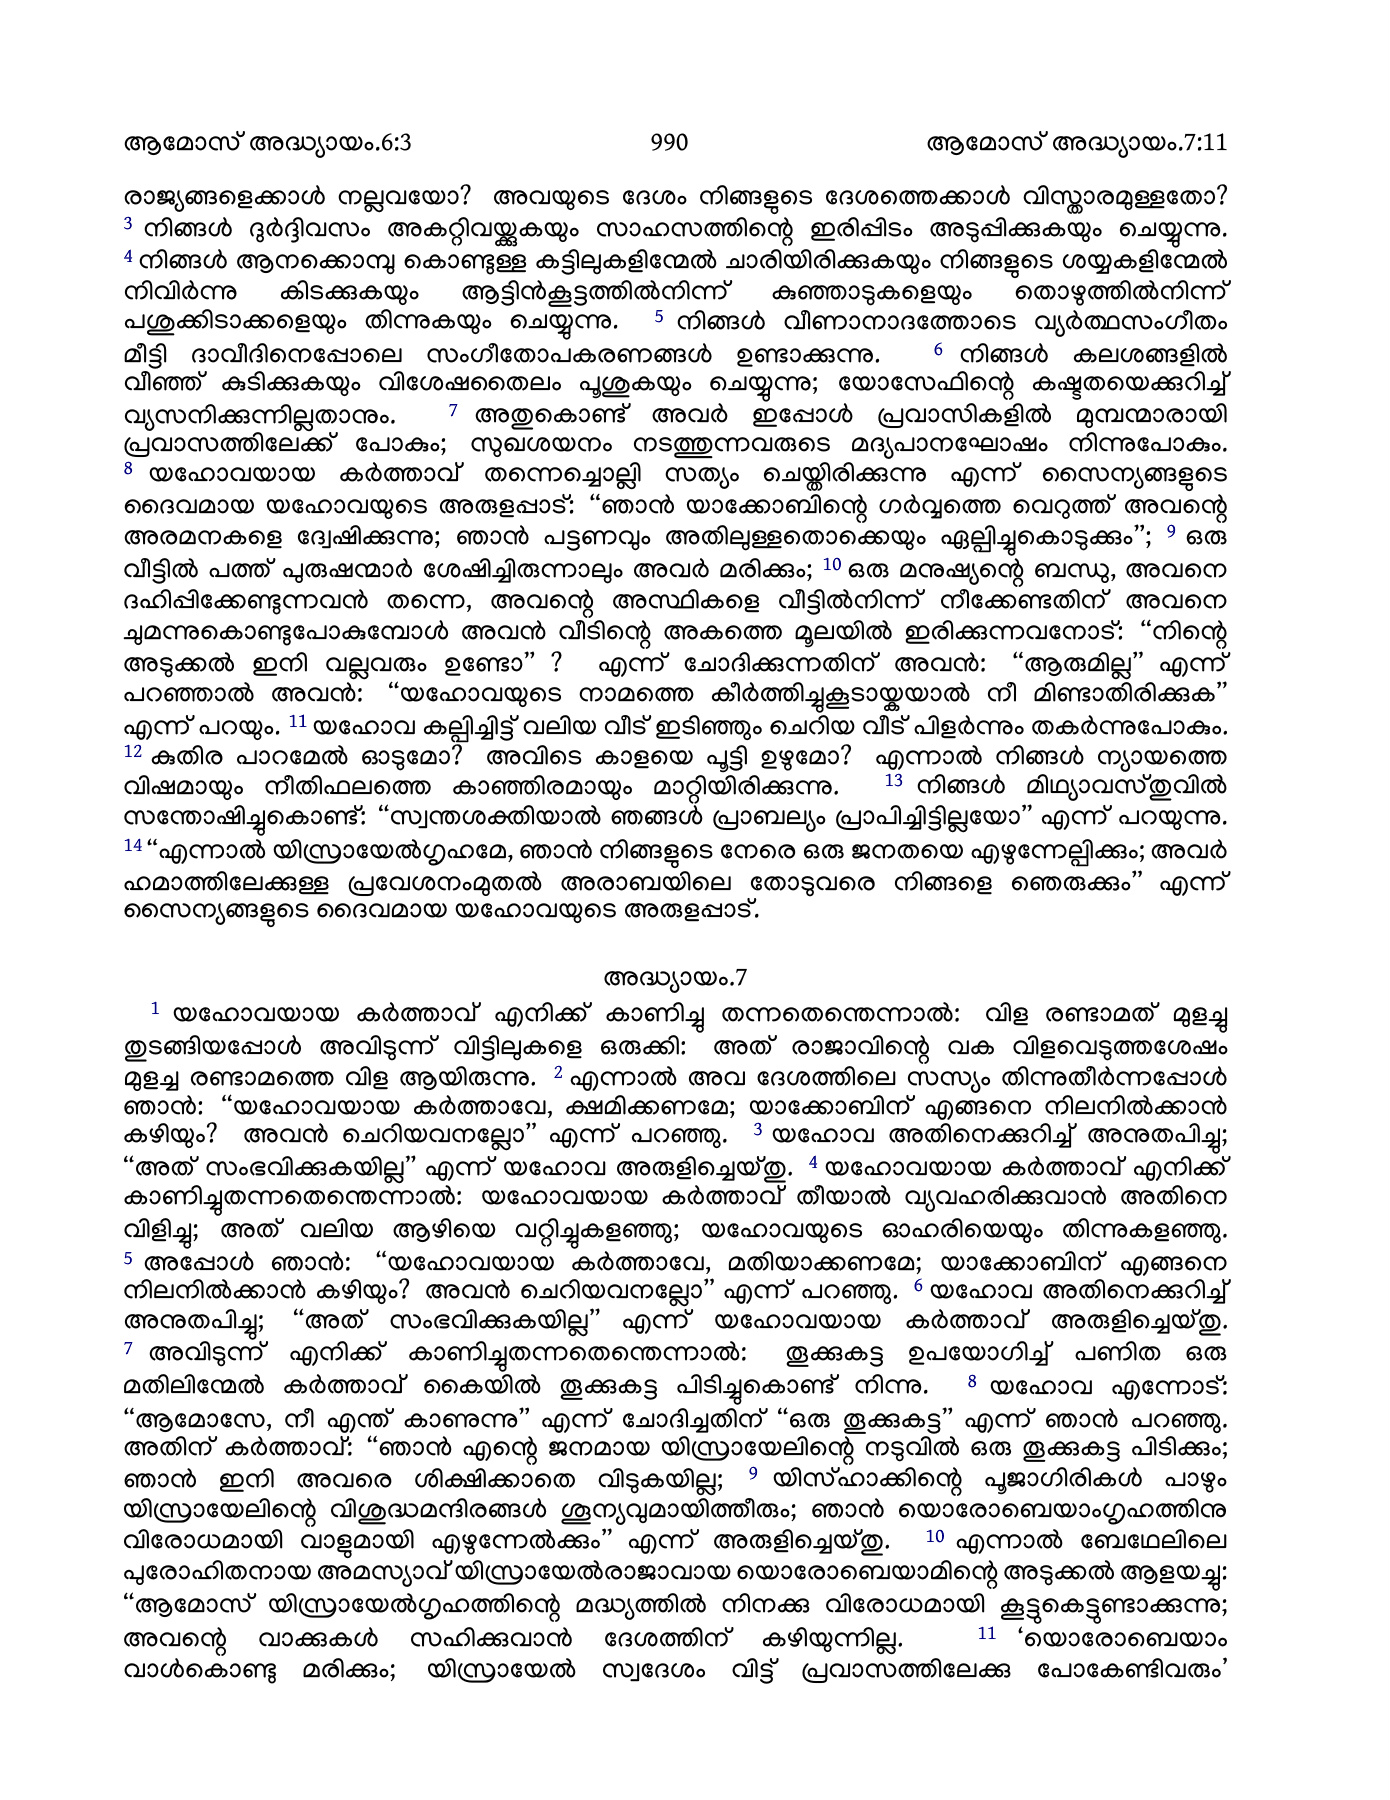 ആമോസ് അദ്ധ്യായം.6:3 990 ആമോസ് അദ്ധ്യായം.7:11
രാജ്യങ്ങളെക്കാൾ നല്ലവയോ? അവയുടെ ദേശം നിങ്ങളുടെ ദേശത്തെക്കാൾ വിസ്താരമുള്ളതോ?
3 നിങ്ങൾ ദുർദ്ദിവസം അകറ്റിവയ്ക്കുകയും സാഹസത്തിന്റെ ഇരിപ്പിടം അടുപ്പിക്കുകയും ചെയ്യുന്നു.
4 നിങ്ങൾ ആനക്കൊമ്പു കൊണ്ടുള്ള കട്ടിലുകളിന്മേൽ ചാരിയിരിക്കുകയും നിങ്ങളുടെ ശയ്യകളിന്മേൽ
നിവിർന്നു കിടക്കുകയും ആട്ടിൻകൂട്ടത്തിൽനിന്ന് കുഞ്ഞാടുകളെയും തൊഴുത്തിൽനിന്ന്
പശുക്കിടാക്കളെയും തിന്നുകയും ചെയ്യുന്നു. 5 നിങ്ങൾ വീണാനാദത്തോടെ വ്യർത്ഥസംഗീതം
മീട്ടി ദാവീദിനെപ്പോലെ സംഗീതോപകരണങ്ങൾ ഉണ്ടാക്കുന്നു. 6 നിങ്ങൾ കലശങ്ങളിൽ
വീഞ്ഞ് കുടിക്കുകയും വിശേഷതൈലം പൂശുകയും ചെയ്യുന്നു; യോസേഫിന്റെ കഷ്ടതയെക്കുറിച്ച്
വ്യസനിക്കുന്നില്ലതാനും. 7 അതുകൊണ്ട് അവർ ഇപ്പോൾ പ്രവാസികളിൽ മുമ്പന്മാരായി
പ്രവാസത്തിലേക്ക് പോകും; സുഖശയനം നടത്തുന്നവരുടെ മദ്യപാനഘോഷം നിന്നുപോകും.
8 യഹോവയായ കർത്താവ് തന്നെച്ചൊല്ലി സത്യം ചെയ്തിരിക്കുന്നു എന്ന് സൈന്യങ്ങളുടെ
ദൈവമായ യഹോവയുടെ അരുളപ്പാട്: “ഞാൻ യാക്കോബിന്റെ ഗർവ്വത്തെ വെറുത്ത് അവന്റെ
അരമനകളെ ദ്വേഷിക്കുന്നു; ഞാൻ പട്ടണവും അതിലുള്ളതൊക്കെയും ഏല്പിച്ചുകൊടുക്കും”; 9 ഒരു
വീട്ടിൽ പത്ത് പുരുഷന്മാർ ശേഷിച്ചിരുന്നാലും അവർ മരിക്കും; 10 ഒരു മനുഷ്യന്റെ ബന്ധു, അവനെ
ദഹിപ്പിക്കേണ്ടുന്നവൻ തന്നെ, അവന്റെ അസ്ഥികളെ വീട്ടിൽനിന്ന് നീക്കേണ്ടതിന് അവനെ
ചുമന്നുകൊണ്ടുപോകുമ്പോൾ അവൻ വീടിന്റെ അകത്തെ മൂലയിൽ ഇരിക്കുന്നവനോട്: “നിന്റെ
അടുക്കൽ ഇനി വല്ലവരും ഉണ്ടോ” ? എന്ന് ചോദിക്കുന്നതിന് അവൻ: “ആരുമില്ല” എന്ന്
പറഞ്ഞാൽ അവൻ: “യഹോവയുടെ നാമത്തെ കീർത്തിച്ചുകൂടായ്കയാൽ നീ മിണ്ടാതിരിക്കുക”
എന്ന് പറയും. 11 യഹോവ കല്പിച്ചിട്ട് വലിയ വീട് ഇടിഞ്ഞും ചെറിയ വീട് പിളർന്നും തകർന്നുപോകും.
12 കുതിര പാറമേൽ ഓടുമോ? അവിടെ കാളയെ പൂട്ടി ഉഴുമോ? എന്നാൽ നിങ്ങൾ ന്യായത്തെ
വിഷമായും നീതിഫലത്തെ കാഞ്ഞിരമായും മാറ്റിയിരിക്കുന്നു. 13 നിങ്ങൾ മിഥ്യാവസ്തുവിൽ
സന്തോഷിച്ചുകൊണ്ട്: “സ്വന്തശക്തിയാൽ ഞങ്ങൾ പ്രാബല്യം പ്രാപിച്ചിട്ടില്ലയോ” എന്ന് പറയുന്നു.
14 “എന്നാൽ യിസ്രായേൽഗൃഹമേ, ഞാൻ നിങ്ങളുടെ നേരെ ഒരു ജനതയെ എഴുന്നേല്പിക്കും; അവർ
ഹമാത്തിലേക്കുള്ള പ്രവേശനംമുതൽ അരാബയിലെ തോടുവരെ നിങ്ങളെ ഞെരുക്കും” എന്ന്
സൈന്യങ്ങളുടെ ദൈവമായ യഹോവയുടെ അരുളപ്പാട്.
അദ്ധ്യായം.7
1 യഹോവയായ കർത്താവ് എനിക്ക് കാണിച്ചു തന്നതെന്തെന്നാൽ: വിള രണ്ടാമത് മുളച്ചു
തുടങ്ങിയപ്പോൾ അവിടുന്ന് വിട്ടിലുകളെ ഒരുക്കി: അത് രാജാവിന്റെ വക വിളവെടുത്തശേഷം
മുളച്ച രണ്ടാമത്തെ വിള ആയിരുന്നു. 2 എന്നാൽ അവ ദേശത്തിലെ സസ്യം തിന്നുതീർന്നപ്പോൾ
ഞാൻ: “യഹോവയായ കർത്താവേ, ക്ഷമിക്കണമേ; യാക്കോബിന് എങ്ങനെ നിലനിൽക്കാൻ
കഴിയും? അവൻ ചെറിയവനല്ലോ” എന്ന് പറഞ്ഞു. 3 യഹോവ അതിനെക്കുറിച്ച് അനുതപിച്ചു;
“അത് സംഭവിക്കുകയില്ല” എന്ന് യഹോവ അരുളിച്ചെയ്തു. 4 യഹോവയായ കർത്താവ് എനിക്ക്
കാണിച്ചുതന്നതെന്തെന്നാൽ: യഹോവയായ കർത്താവ് തീയാൽ വ്യവഹരിക്കുവാൻ അതിനെ
വിളിച്ചു; അത് വലിയ ആഴിയെ വറ്റിച്ചുകളഞ്ഞു; യഹോവയുടെ ഓഹരിയെയും തിന്നുകളഞ്ഞു.
5 അപ്പോൾ ഞാൻ: “യഹോവയായ കർത്താവേ, മതിയാക്കണമേ; യാക്കോബിന് എങ്ങനെ
നിലനിൽക്കാൻ കഴിയും? അവൻ ചെറിയവനല്ലോ” എന്ന് പറഞ്ഞു. 6 യഹോവ അതിനെക്കുറിച്ച്
അനുതപിച്ചു; “അത് സംഭവിക്കുകയില്ല” എന്ന് യഹോവയായ കർത്താവ് അരുളിച്ചെയ്തു.
7 അവിടുന്ന് എനിക്ക് കാണിച്ചുതന്നതെന്തെന്നാൽ: തൂക്കുകട്ട ഉപയോഗിച്ച് പണിത ഒരു
മതിലിന്മേൽ കർത്താവ് കൈയിൽ തൂക്കുകട്ട പിടിച്ചുകൊണ്ട് നിന്നു. 8 യഹോവ എന്നോട്:
“ആമോസേ, നീ എന്ത് കാണുന്നു” എന്ന് ചോദിച്ചതിന് “ഒരു തൂക്കുകട്ട” എന്ന് ഞാൻ പറഞ്ഞു.
അതിന് കർത്താവ്: “ഞാൻ എന്റെ ജനമായ യിസ്രായേലിന്റെ നടുവിൽ ഒരു തൂക്കുകട്ട പിടിക്കും;
ഞാൻ ഇനി അവരെ ശിക്ഷിക്കാതെ വിടുകയില്ല; 9 യിസ്ഹാക്കിന്റെ പൂജാഗിരികൾ പാഴും
യിസ്രായേലിന്റെ വിശുദ്ധമന്ദിരങ്ങൾ ശൂന്യവുമായിത്തീരും; ഞാൻ യൊരോബെയാംഗൃഹത്തിനു
വിരോധമായി വാളുമായി എഴുന്നേൽക്കും” എന്ന് അരുളിച്ചെയ്തു. 10 എന്നാൽ ബേഥേലിലെ
പുരോഹിതനായ അമസ്യാവ് യിസ്രായേൽരാജാവായ യൊരോബെയാമിന്റെ അടുക്കൽ ആളയച്ചു:
“ആമോസ് യിസ്രായേൽഗൃഹത്തിന്റെ മദ്ധ്യത്തിൽ നിനക്കു വിരോധമായി കൂട്ടുകെട്ടുണ്ടാക്കുന്നു;
അവന്റെ വാക്കുകൾ സഹിക്കുവാൻ ദേശത്തിന് കഴിയുന്നില്ല. 11 ‘യൊരോബെയാം
വാൾകൊണ്ടു മരിക്കും; യിസ്രായേൽ സ്വദേശം വിട്ട് പ്രവാസത്തിലേക്കു പോകേണ്ടിവരും’